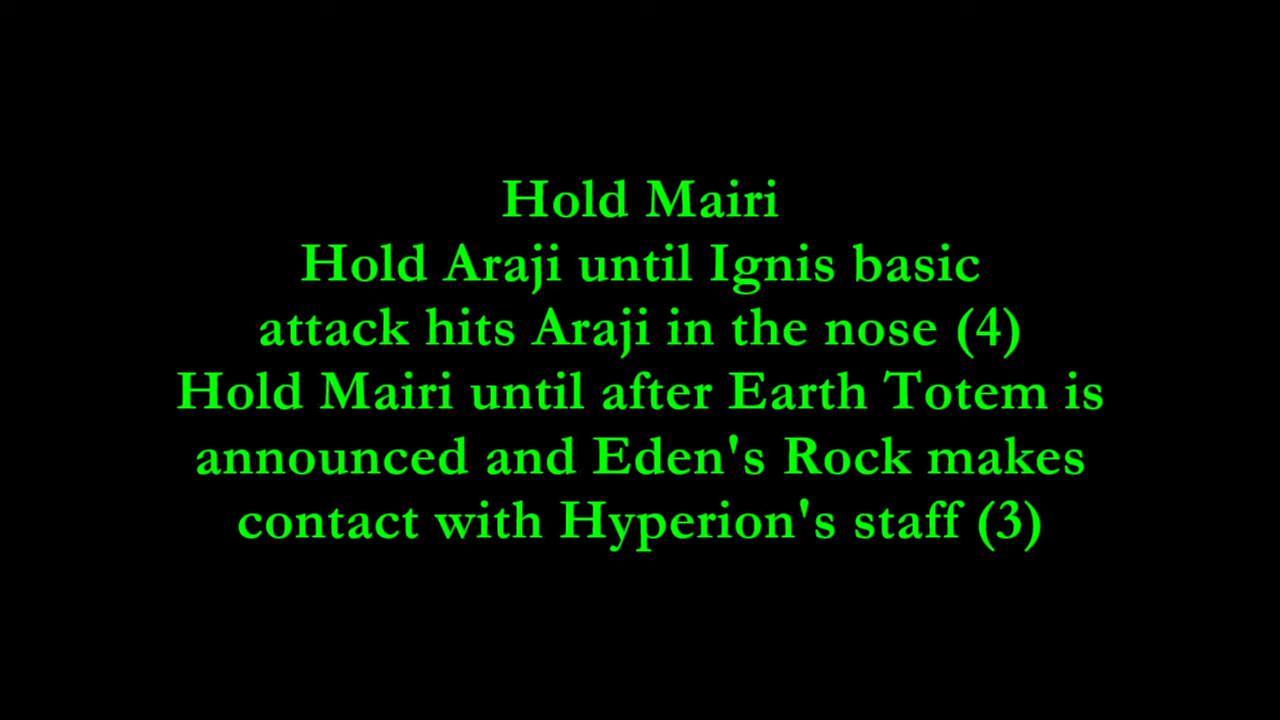 Hold Mairi
Hold Araji until Ignis basic
attack hits Araji in the nose (4)
Hold Mairi until after Earth Totem is
announced and Eden's Rock makes
contact with Hyperion's staff (3)